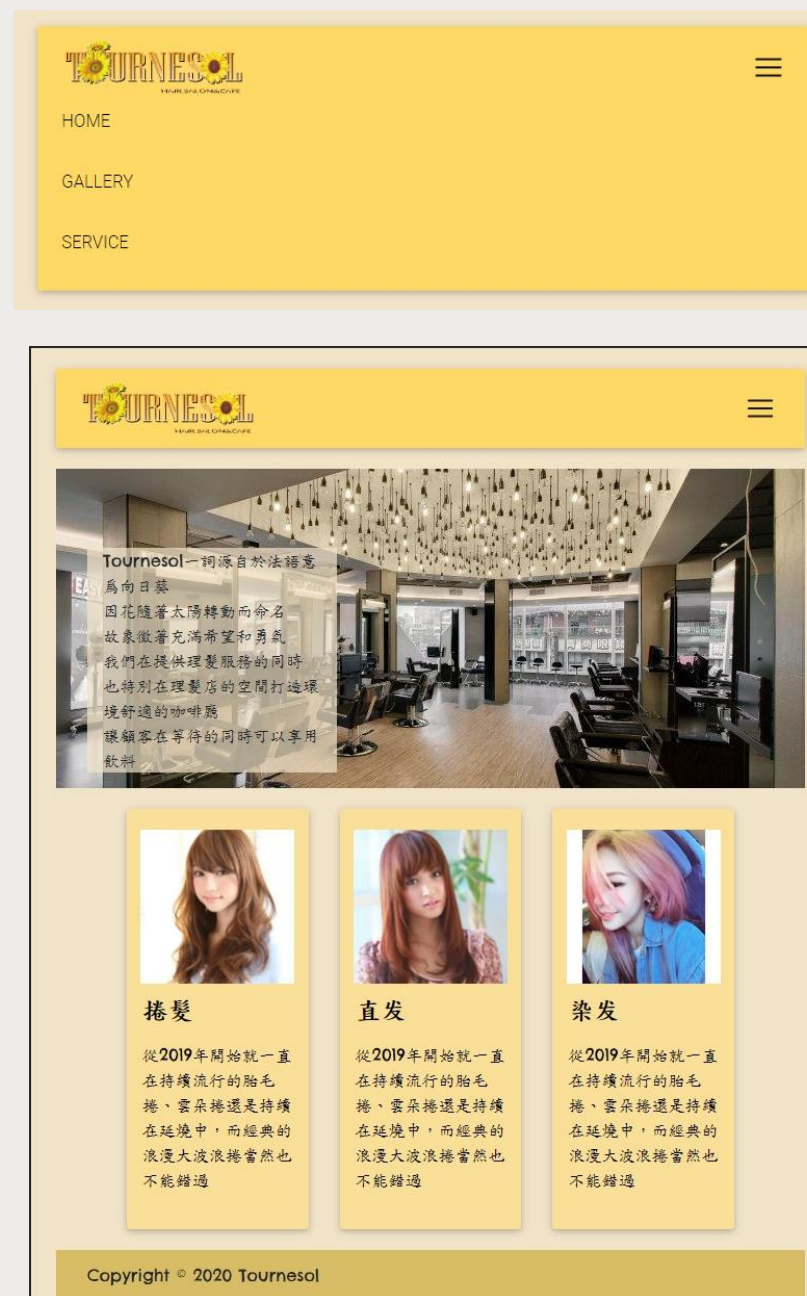 TOURNESOL
HAIR SALON&CAFE
HOME
GALLERY
SERVICE
TOURNESOL
HAIR SALON&CAFE
Tournesol一詞源自於法語意
為向日葵
因花隨著太陽轉動而命名
故象徵著充滿希望和勇氣
我們在提供理髮服務的同時
也特別在理髮店的空間打造環
境舒適的咖啡廳
讓顧客在等待的同時可以享用
飲料
捲髮
從2019年開始就一直
在持續流行的胎毛
捲、雲朵捲還是持續
在延燒中，而經典的
浪漫大波浪捲當然也
不能錯過
直发
從2019年開始就一直
在持續流行的胎毛
捲、雲朵捲還是持續
在延燒中，而經典的
浪漫大波浪捲當然也
不能錯過
染发
從2019年開始就一直
在持續流行的胎毛
捲、雲朵捲還是持續
在延燒中，而經典的
浪漫大波浪捲當然也
不能錯過
Copyright © 2020 Tournesol